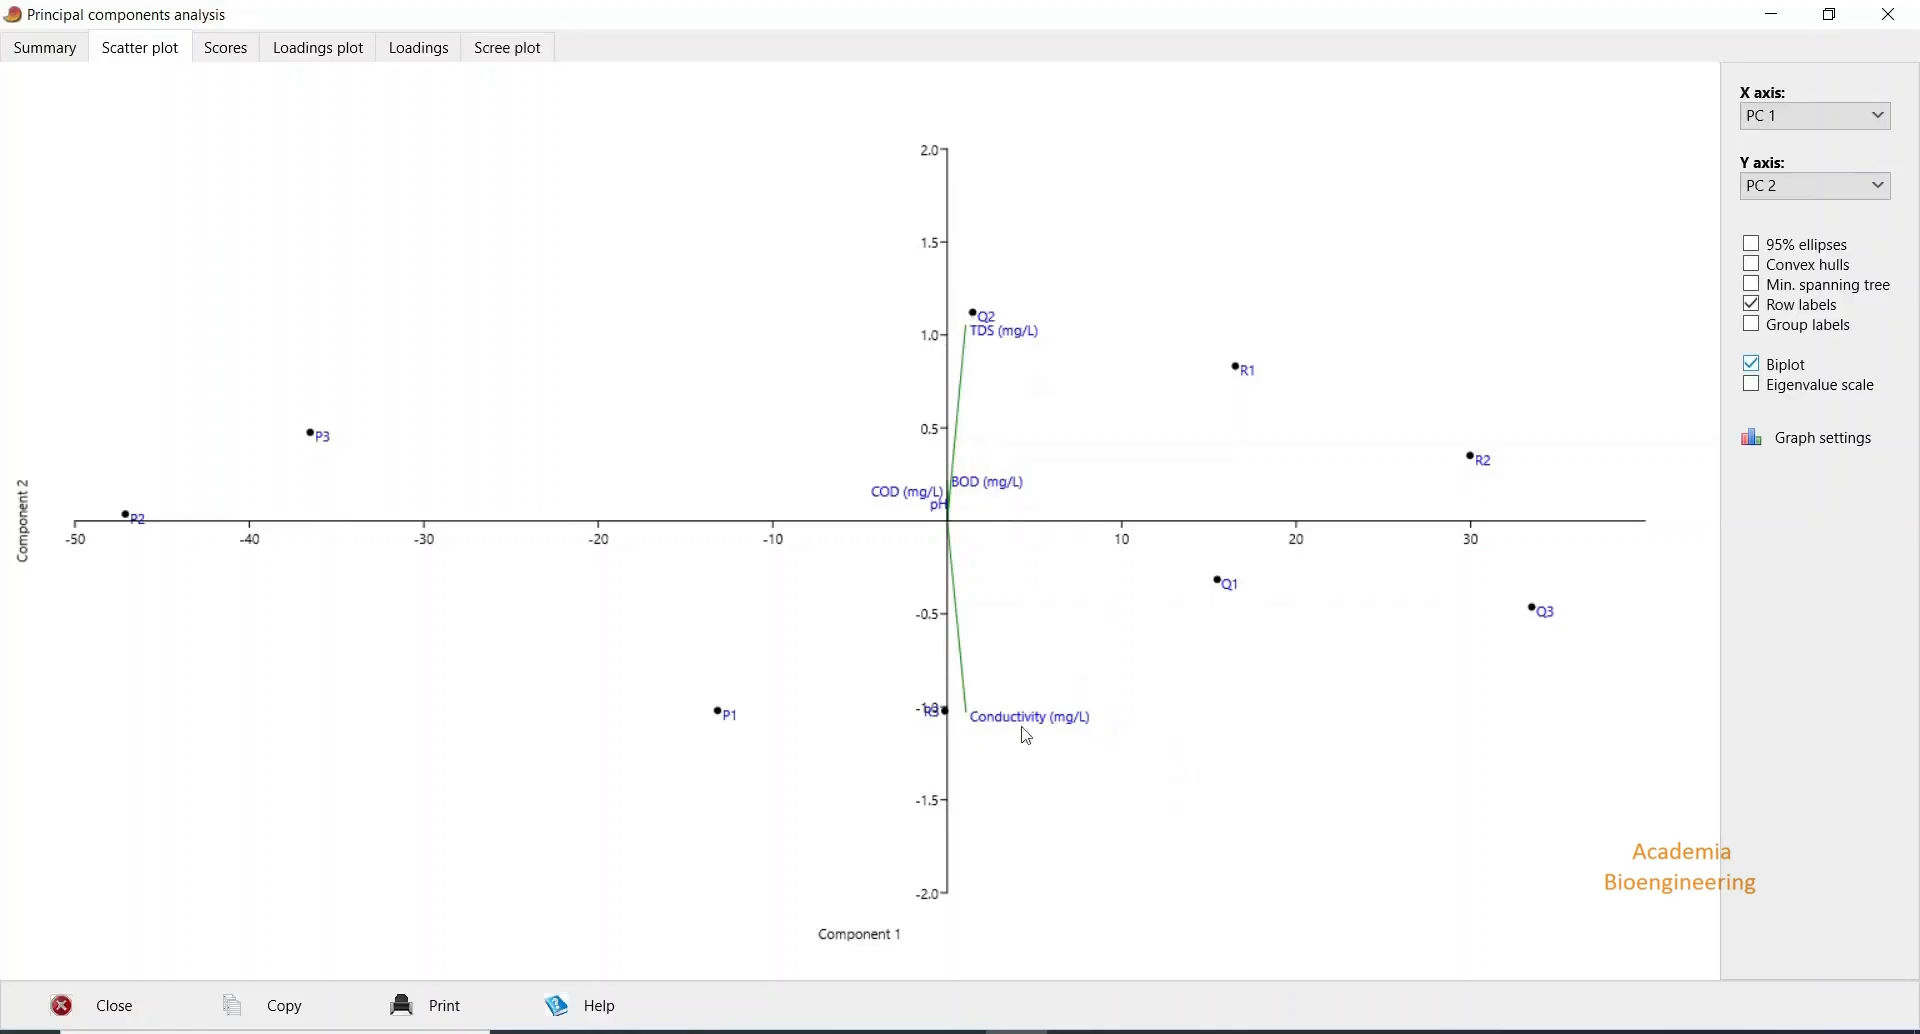 Principal components analysis
Summary Scatter plot Scores Loadings plot Loadings Scree plot
X axis:
PC 1
Y axis:
PC 2
95% ellipses
Convex hulls
Min. spanning tree
Row labels
Group labels
Biplot
Eigenvalue scale
Graph settings
2.0
1.5
Q2
TDS (mg/L)
1.0
R1
0.5
P3
R2
BOD (mg/L)
COD (mg/L)
pH
P2
-50 -40 -30 -20 -10 10 20 30
Component 2
Q1
-0.5
Q3
-1.0
P1
R3
Conductivity (mg/L)
-1.5
-2.0
Component 1
Academia
Bioengineering
Close Copy Print Help